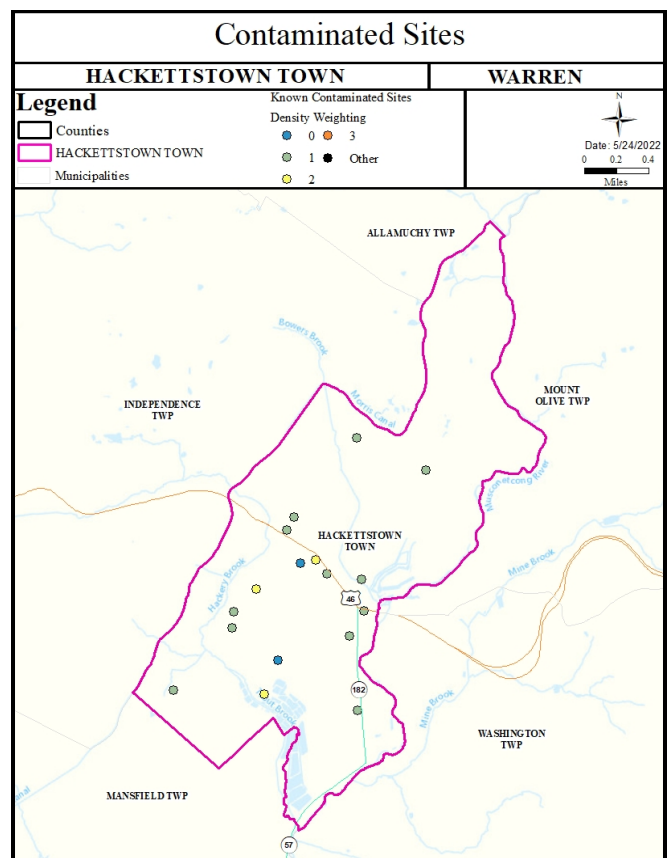 Contaminated Sites
HACKETTSTOWN TOWN
WARREN
Legend
Counties
HACKETTSTOWN TOWN
Municipalities
Known Contaminated Sites
Density Weighting
0
3
1
Other
2
N
Date: 5/24/2022
0 0.2 0.4
Miles
ALLAMUCHY TWP
Bowers Brook
Morris Canal
INDEPENDENCE
TWP
MOUNT
OLIVE TWP
Musconetcong River
HACKETTSTOWN
TOWN
Mine Brook
Hackery Brook
46
182
Mine Brook
Brook
WASHINGTON
TWP
MANSFIELD TWP
57